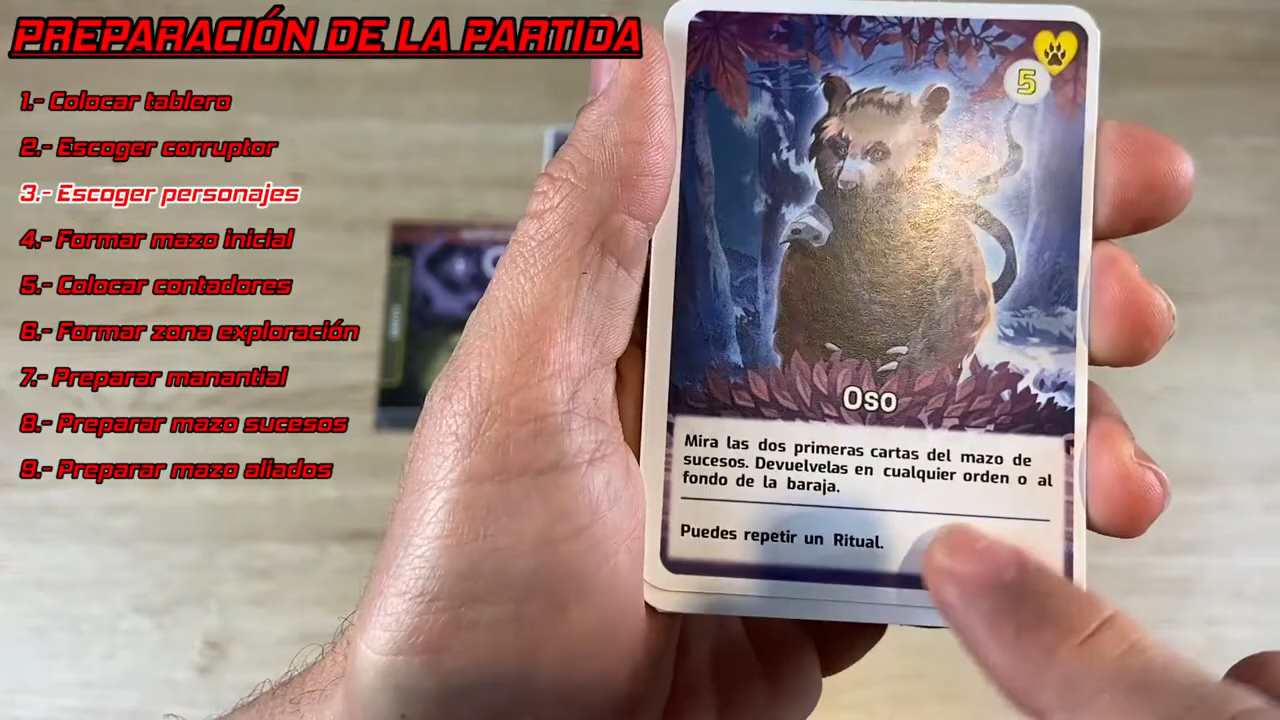 PREPARACIÓN DE LA PARTIDA
1.- Colocar tablero
2.- Escoger corruptor
3.- Escoger personajes
4.- Formar mazo inicial
5.- Colocar contadores
6.- Formar zona exploración
7.- Preparar manantial
8.- Preparar mazo sucesos
9.- Preparar mazo aliados
5
Oso
Mira las dos primeras cartas del mazo de
sucesos. Devuelvelas en cualquier orden o al
fondo de la baraja.
Puedes repetir un Ritual.